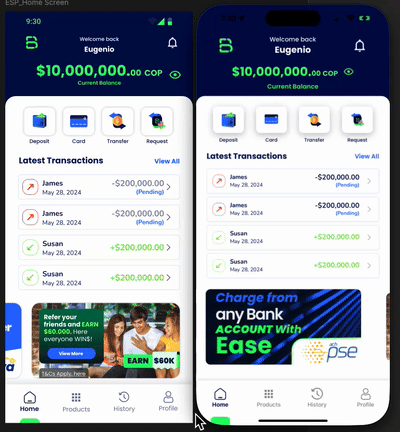 ESP_Home Screen
9:30
Welcome back
Eugenio
$10,000,000.00 COP
Current Balance
Deposit
Card
Transfer
Request
Latest Transactions
View All
James
-$200,000.00
May 28, 2024
(Pending)
James
-$200,000.00
May 28, 2024
(Pending)
Susan
+$200,000.00
May 28, 2024
Susan
+$200,000.00
May 28, 2024
Refer your
friends and EARN
$60.000. Here
everyone WIN$!
View More
EARN $60K
T&Cs Apply, here
Home
Products
History
Profile
Welcome back
Eugenio
$10,000,000.00 COP
Current Balance
Deposit
Card
Transfer
Request
Latest Transactions
View All
James
-$200,000.00
May 28, 2024
(Pending)
James
-$200,000.00
May 28, 2024
(Pending)
Susan
+$200,000.00
May 28, 2024
Susan
+$200,000.00
May 28, 2024
Charge from
any Bank
ACCOUNT With
Ease
pse
Home
Products
History
Profile